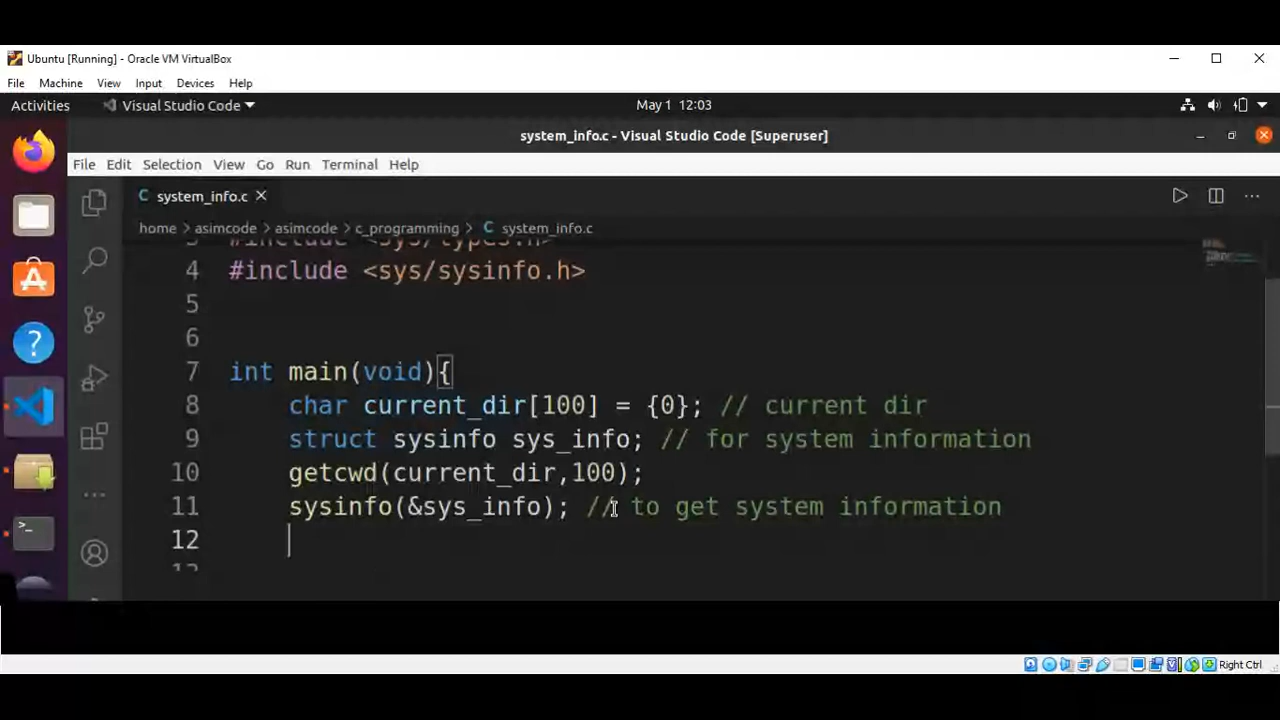 Ubuntu [Running] - Oracle VM VirtualBox
File Machine View Input Devices Help
Activities Visual Studio Code May 1 12:03
system_info.c - Visual Studio Code [Superuser]
File Edit Selection View Go Run Terminal Help
C system_info.c
home > asimcode > asimcode > c_programming > C system_info.c
#include <sys/types.h>
4 #include <sys/sysinfo.h>
5
6
7 int main(void){
8 char current_dir[100] = {0}; // current dir
9 struct sysinfo sys_info; // for system information
10 getcwd(current_dir,100);
11 sysinfo(&sys_info); // to get system information
12
Right Ctrl